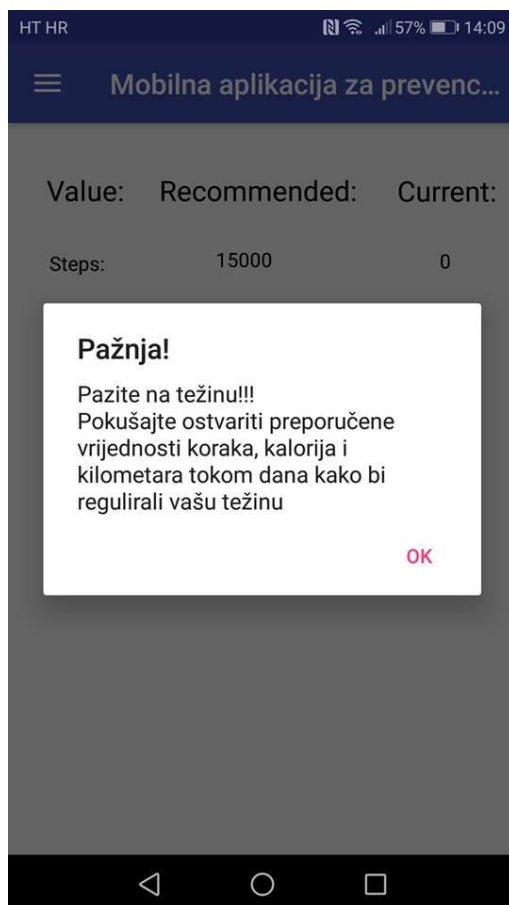 HT HR 57% 14:09
Mobilna aplikacija za prevenc...
Value: Recommended: Current:
Steps: 15000 0
Pažnja!
Pazite na težinu!!!
Pokušajte ostvariti preporučene
vrijednosti koraka, kalorija i
kilometara tokom dana kako bi
regulirali vašu težinu
OK